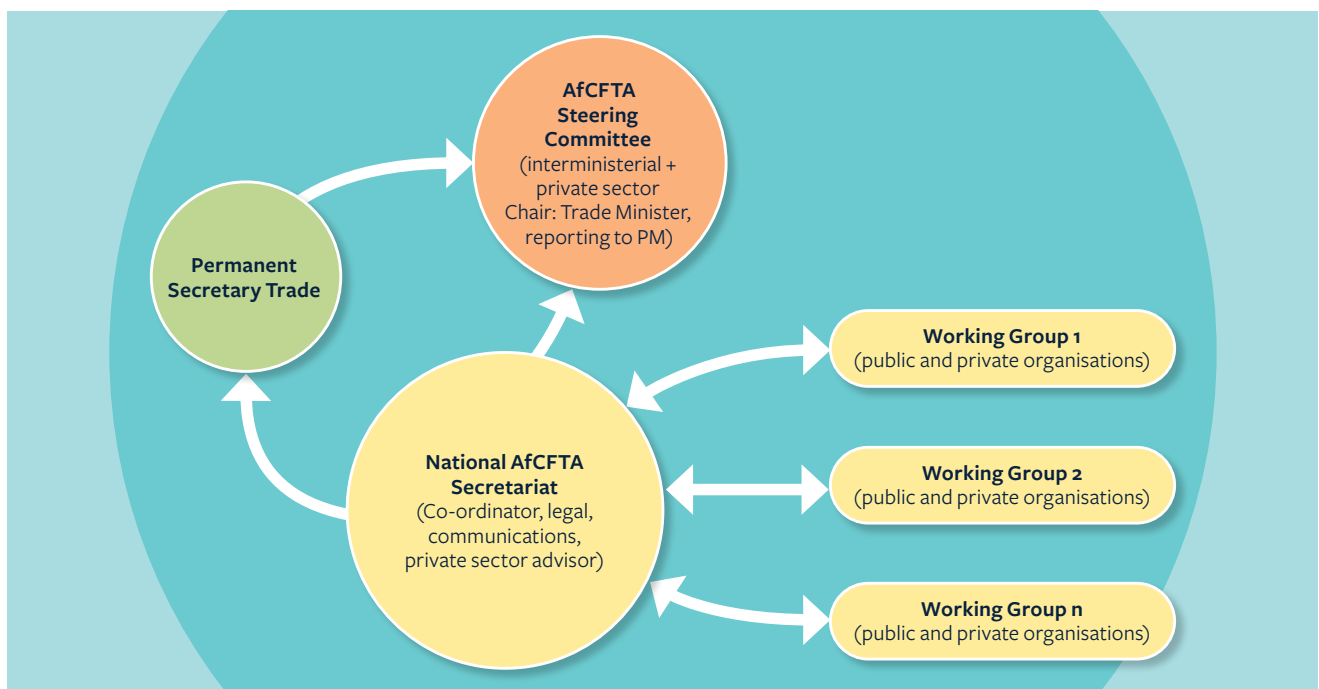 AfCFTA
Steering
Committee
(interministerial +
private sector
Chair: Trade Minister,
reporting to PM)
Permanent
Secretary Trade
National AfCFTA
Secretariat
(Co-ordinator, legal,
communications,
private sector advisor)
Working Group 1
(public and private organisations)
Working Group 2
(public and private organisations)
Working Group n
(public and private organisations)